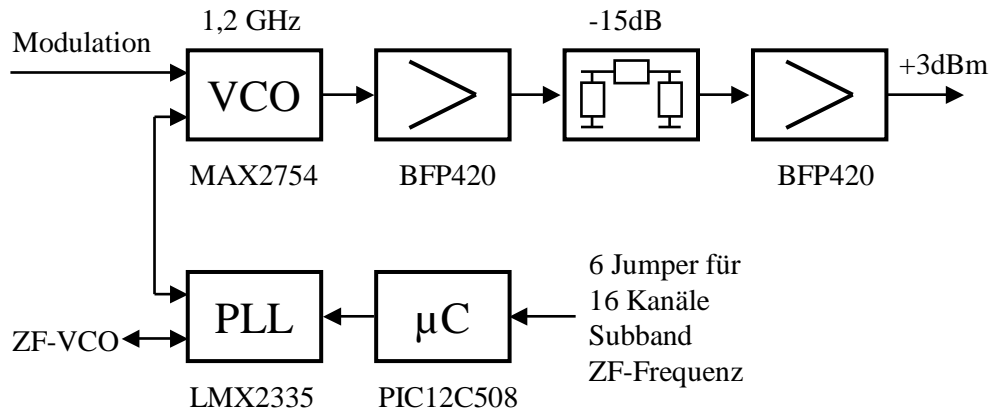 1,2 GHz
-15dB
Modulation
+3dBm
VCO
MAX2754
BFP420
BFP420
6 Jumper für
16 Kanäle
Subband
ZF-Frequenz
PLL
µC
ZF-VCO
LMX2335
PIC12C508